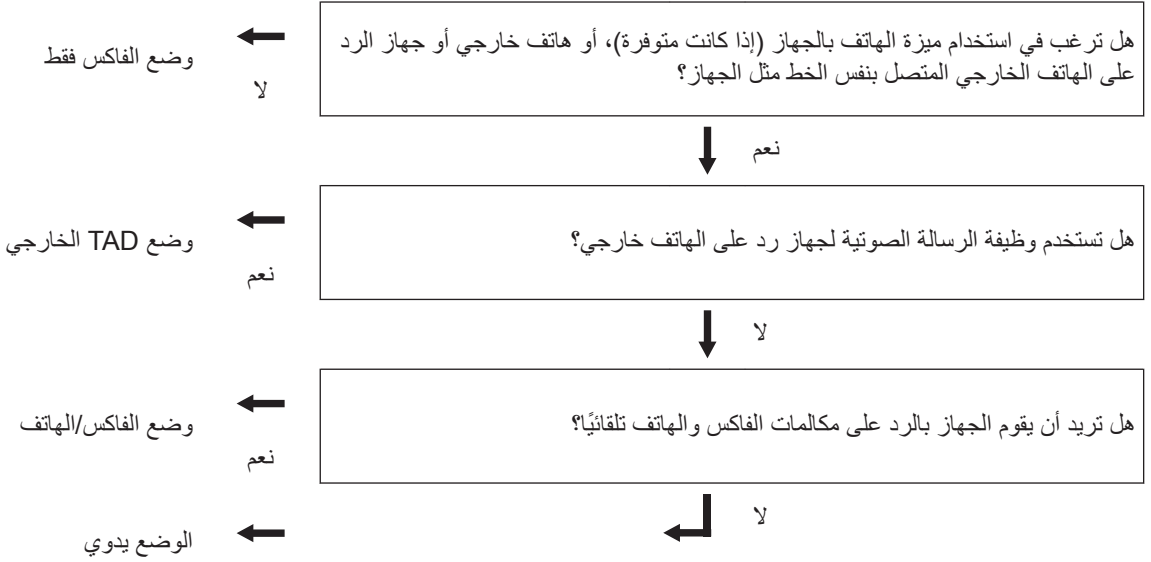 هل ترغب في استخدام ميزة الهاتف بالجهاز (إذا كانت متوفرة)، أو هاتف خارجي أو جهاز الرد
على الهاتف الخارجي المتصل بنفس الخط مثل الجهاز؟
وضع الفاكس فقط
لا
نعم
هل تستخدم وظيفة الرسالة الصوتية لجهاز رد على الهاتف خارجي؟
وضع TAD الخارجي
نعم
لا
هل تريد أن يقوم الجهاز بالرد على مكالمات الفاكس والهاتف تلقائيًا؟
وضع الفاكس/الهاتف
نعم
لا
الوضع يدوي